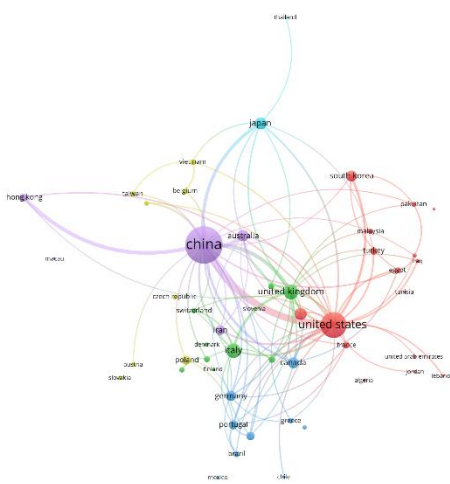 thailand
japan
vietnam
south korea
taiwan
belgium
hong kong
pakistan
malaysia
china
australia
turkey
macau
egypt
united kingdom
tunisia
czech republic
switzerland
slovenia
united states
iran
denmark
italy
france
poland
canada
united arab emirates
austria
finland
jordan
slovakia
algeria
germany
portugal
greece
brazil
mexico
chile